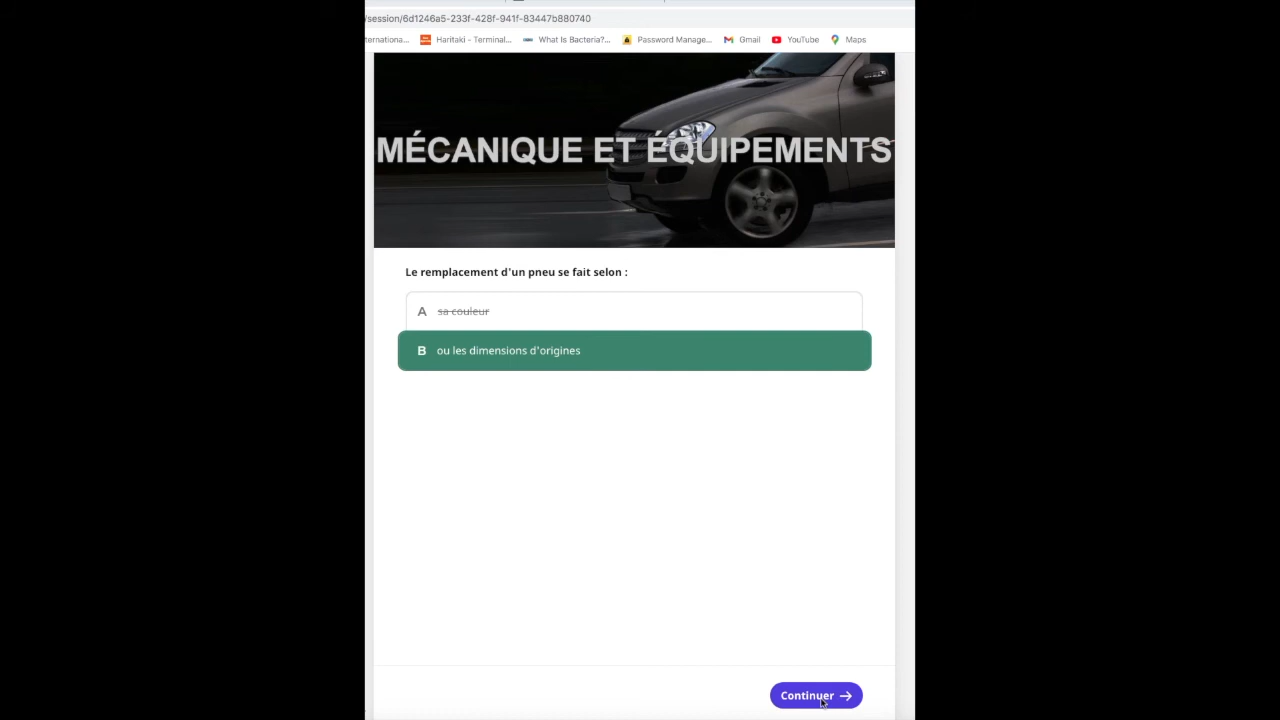 /session/6d1246a5-233f-428f-941f-83447b880740
ternationa... Haritaki - Terminal... What Is Bacteria?... Password Manage... Gmail YouTube Maps
MÉCANIQUE ET ÉQUIPEMENTS
Le remplacement d'un pneu se fait selon :
A sa couleur
B ou les dimensions d'origines
Continuer →